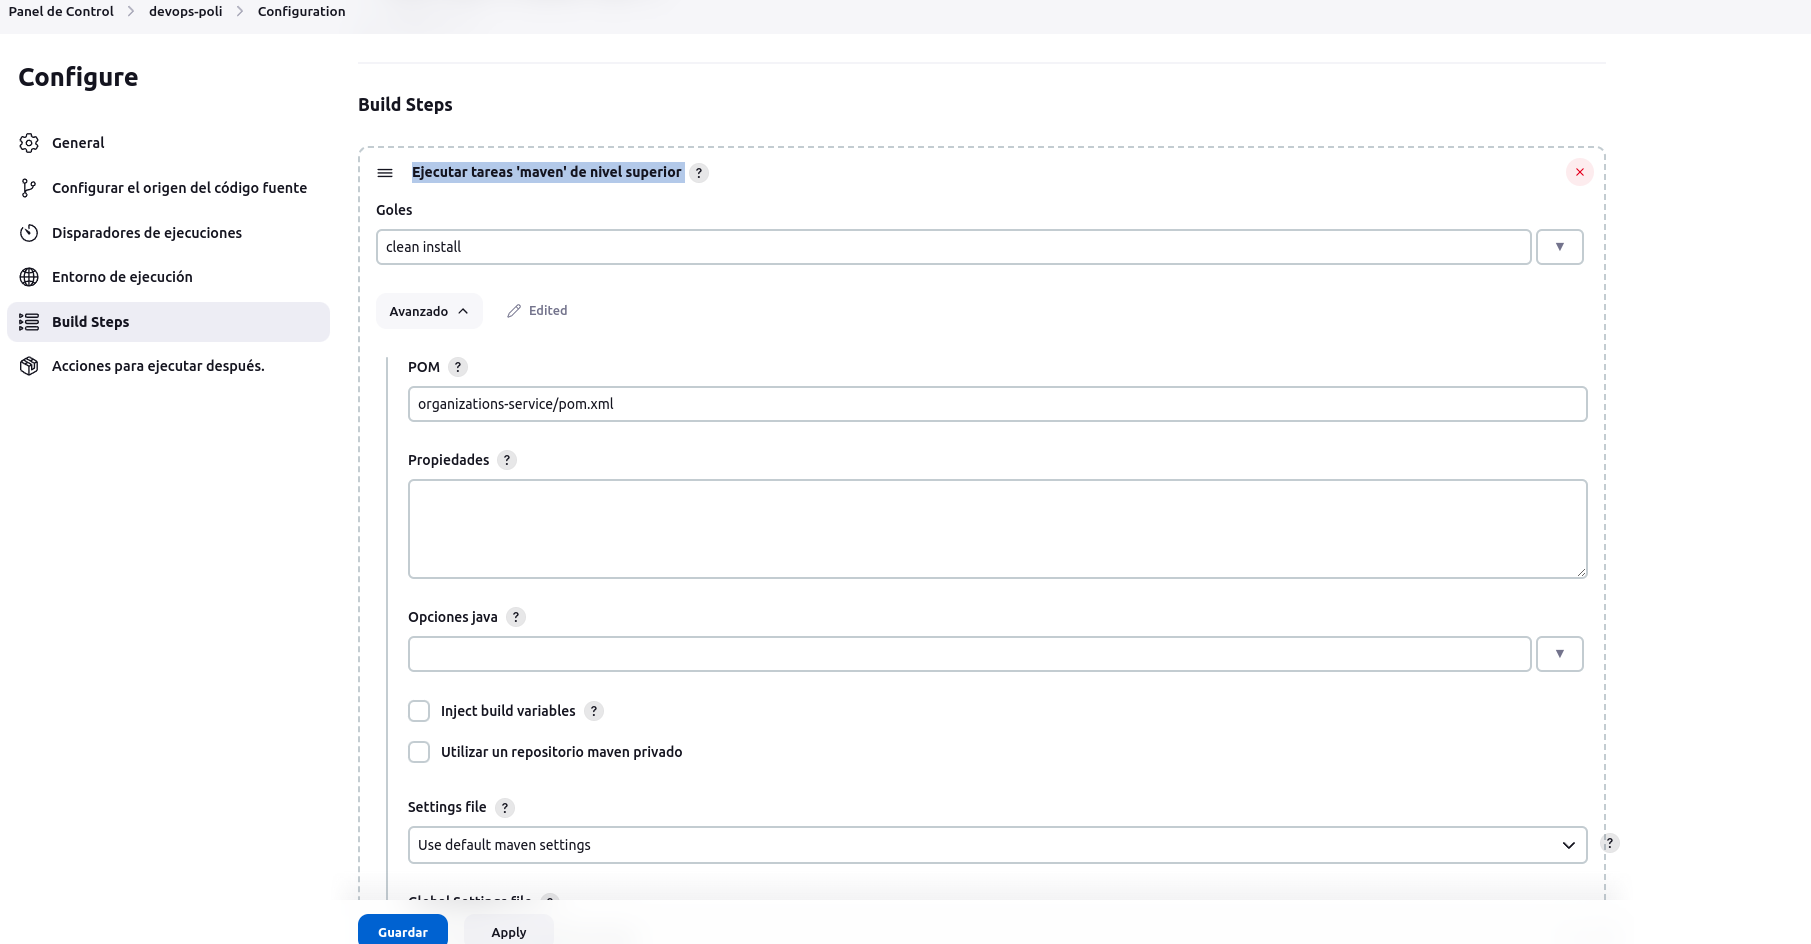 Panel de Control > devops-poli > Configuration
Configure
General
Configurar el origen del código fuente
Disparadores de ejecuciones
Entorno de ejecución
Build Steps
Acciones para ejecutar después.
Build Steps
Ejecutar tareas 'maven' de nivel superior ?
Goles
clean install
Avanzado Edited
POM ?
organizations-service/pom.xml
Propiedades ?
Opciones java ?
Inject build variables ?
Utilizar un repositorio maven privado
Settings file ?
Use default maven settings ?
Global Settings file ?
Guardar Apply